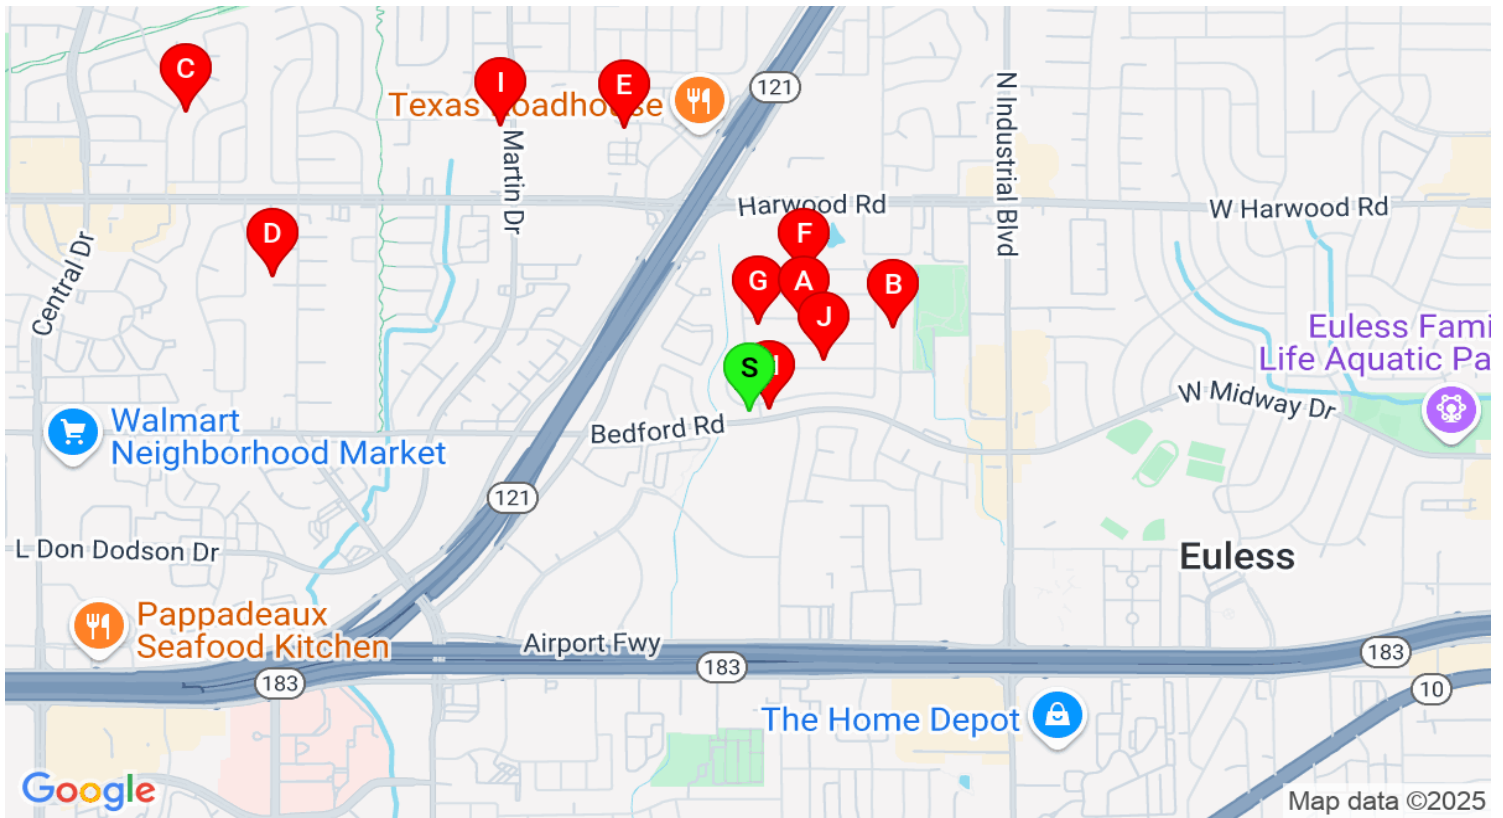 C
I
E
Texas Roadhouse
121
N Industrial Blvd
Martin Dr
Harwood Rd
W Harwood Rd
D
F
Central Dr
G
A
B
J
Euless Fami
Life Aquatic Pa
S
W Midway Dr
Walmart
Neighborhood Market
Bedford Rd
121
L Don Dodson Dr
Euless
Pappadeaux
Seafood Kitchen
Airport Fwy
183
183
183
10
The Home Depot
Google
Map data ©2025